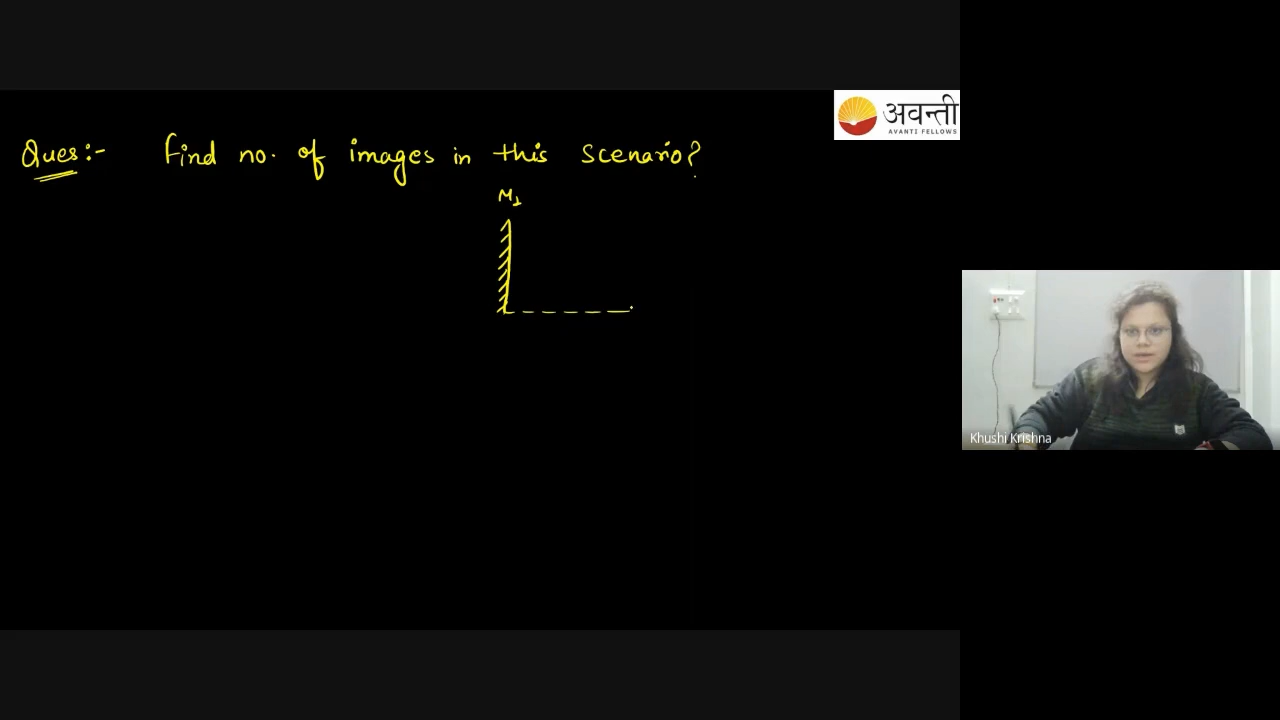 अवन्ती
AVANTI FELLOWS
Ques:- Find no. of images in this scenario?
M1
Khushi Krishna